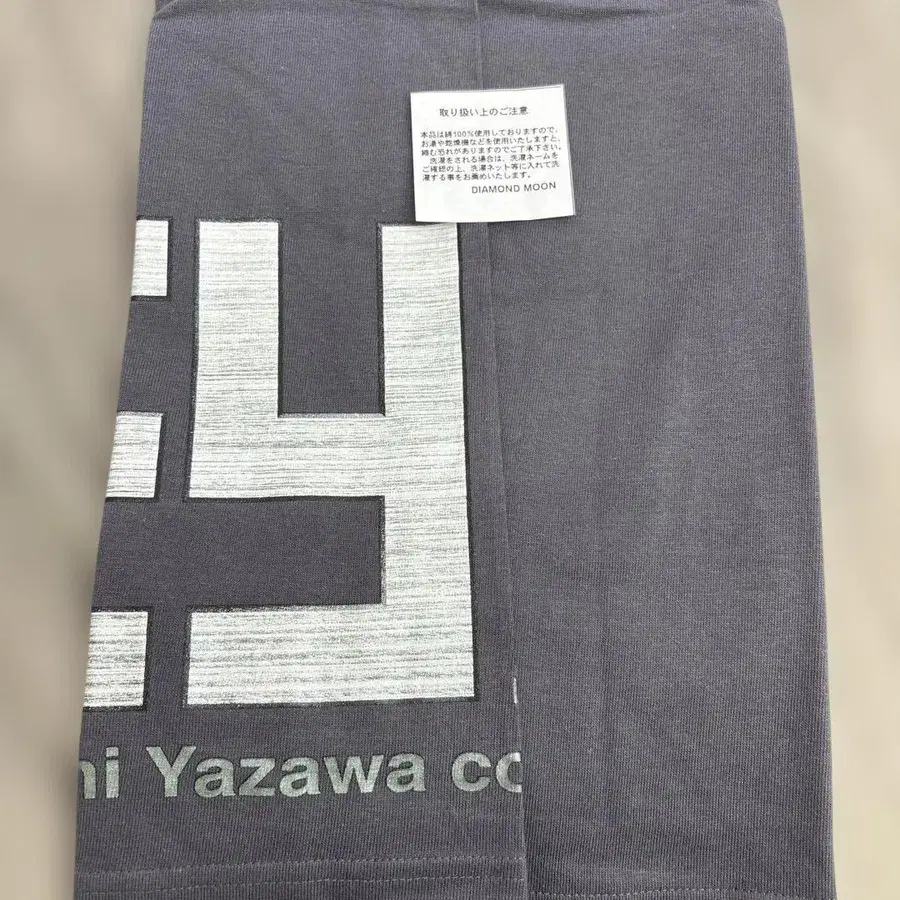 取り扱い上のご注意
本品は綿100%使用しておりますので、
お湯や乾燥機などを使用いたしますと、
縮む恐れがありますのでご了承下さい。
洗濯をされる場合は、洗濯ネームを
ご確認の上、洗濯ネット等に入れて洗
濯する事をお薦めいたします。
DIAMOND MOON
y
hi Yazawa co